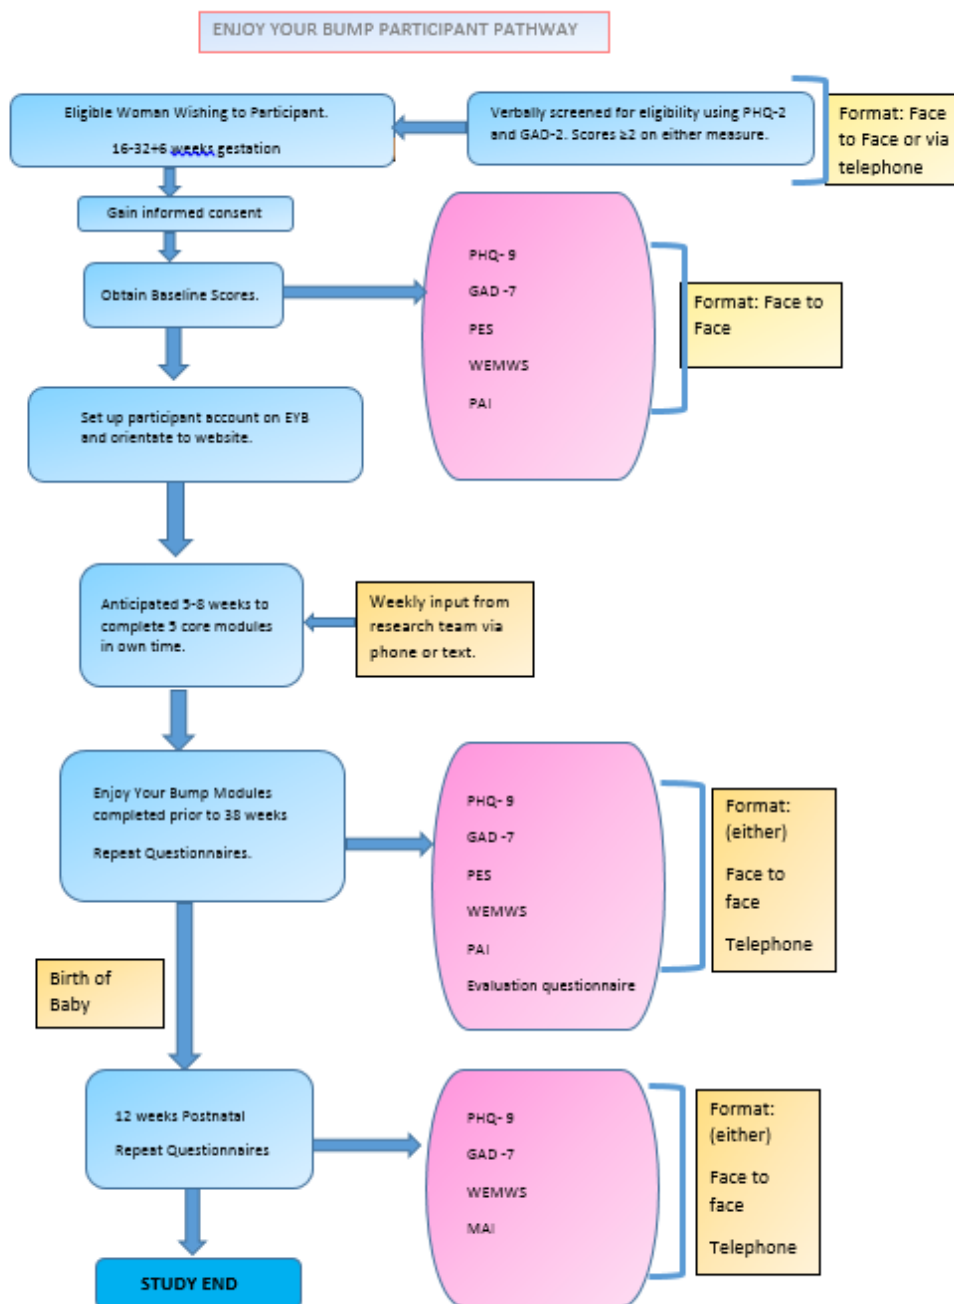 ENJOY YOUR BUMP PARTICIPANT PATHWAY
Eligible Woman Wishing to Participant.
16-32+6 weeks gestation
Verbally screened for eligibility using PHQ-2
and GAD-2. Scores ≥2 on either measure.
Format: Face
to Face or via
telephone
Gain informed consent
Obtain Baseline Scores.
PHQ- 9
GAD -7
PES
WEMWS
PAI
Format: Face to
Face
Set up participant account on EYB
and orientate to website.
Anticipated 5-8 weeks to
complete 5 core modules
in own time.
Weekly input from
research team via
phone or text.
Enjoy Your Bump Modules
completed prior to 38 weeks
Repeat Questionnaires.
PHQ- 9
GAD -7
PES
WEMWS
PAI
Evaluation questionnaire
Format:
(either)
Face to
face
Telephone
Birth of
Baby
12 weeks Postnatal
Repeat Questionnaires
PHQ- 9
GAD -7
WEMWS
MAI
Format:
(either)
Face to
face
Telephone
STUDY END